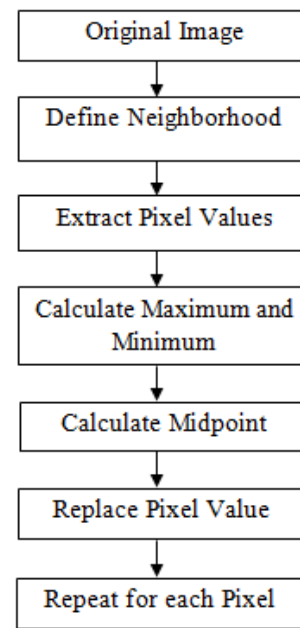 Original Image
Define Neighborhood
Extract Pixel Values
Calculate Maximum and
Minimum
Calculate Midpoint
Replace Pixel Value
Repeat for each Pixel